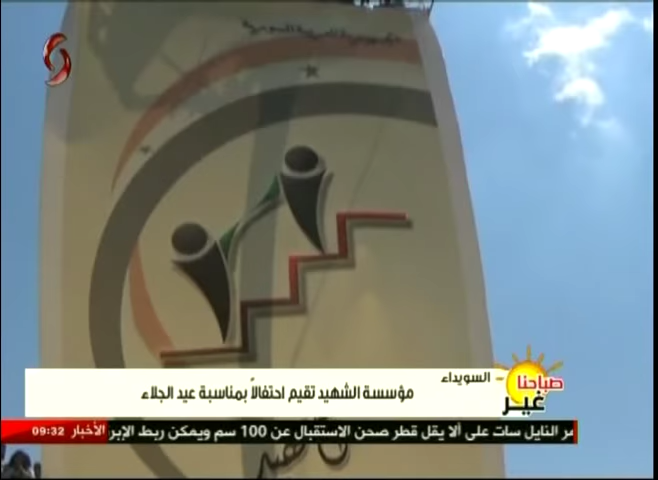 السويداء
صباحنا
غير
مؤسسة الشهيد تقيم احتفالاً بمناسبة عيد الجلاء
مر النايل سات على ألا يقل قطر صحن الاستقبال عن 100 سم ويمكن ربط الإبر
الأخبار 09:32